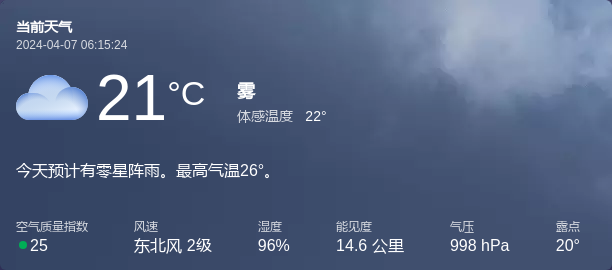 当前天气
2024-04-07 06:15:24
21°C
雾
体感温度 22°
今天预计有零星阵雨。最高气温26°。
空气质量指数 风速 湿度 能见度 气压 露点
25 东北风 2级 96% 14.6 公里 998 hPa 20°